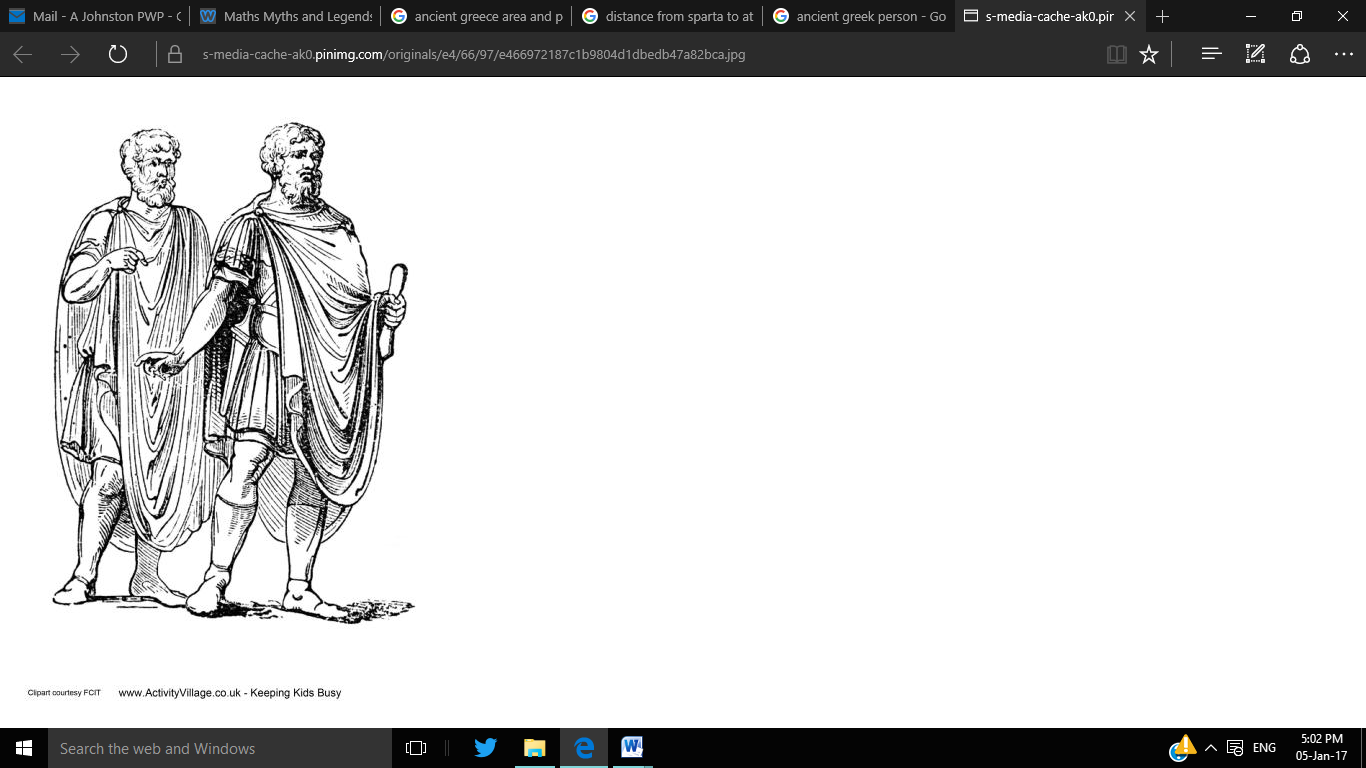 Mail - A Johnston PWP - C
Maths Myths and Legends
ancient greece area and p
distance from sparta to at
ancient greek person - Go
s-media-cache-ak0.pir
s-media-cache-ak0.pinimg.com/originals/e4/66/97/e466972187c1b9804d1dbedb47a82bca.jpg
Clipart courtesy FCIT www.ActivityVillage.co.uk - Keeping Kids Busy
Search the web and Windows
ENG
5:02 PM
05-Jan-17